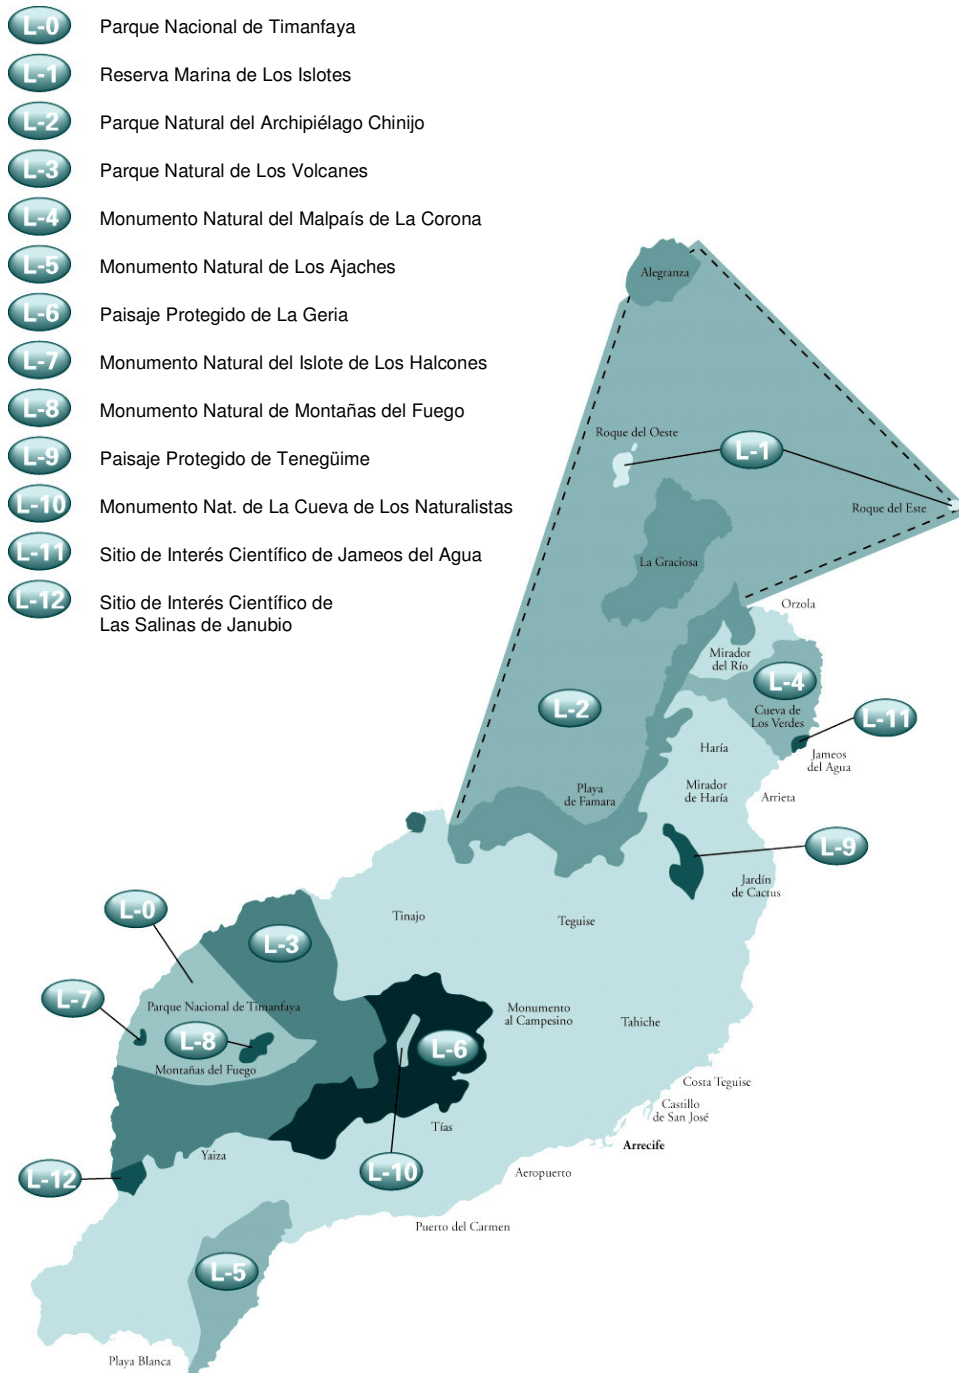 L-0 Parque Nacional de Timanfaya
L-1 Reserva Marina de Los Islotes
L-2 Parque Natural del Archipiélago Chinijo
L-3 Parque Natural de Los Volcanes
L-4 Monumento Natural del Malpaís de La Corona
L-5 Monumento Natural de Los Ajaches
L-6 Paisaje Protegido de La Geria
L-7 Monumento Natural del Islote de Los Halcones
L-8 Monumento Natural de Montañas del Fuego
L-9 Paisaje Protegido de Tenegüime
L-10 Monumento Nat. de La Cueva de Los Naturalistas
L-11 Sitio de Interés Científico de Jameos del Agua
L-12 Sitio de Interés Científico de
Las Salinas de Janubio
Alegranza
Roque del Oeste
L-1
Roque del Este
La Graciosa
Orzola
Mirador
del Río
L-4
L-2
Cueva de
Los Verdes
L-11
Haría
Jameos
del Agua
Mirador
de Haría
Playa
de Famara
Arrieta
L-9
Jardín
de Cactus
L-0
Tinajo
Teguise
L-3
L-7
Parque Nacional de Timanfaya
Monumento
al Campesino
Tahiche
L-8
L-6
Montañas del Fuego
Costa Teguise
Castillo
de San José
Tías
Arrecife
Yaiza
L-12
L-10
Aeropuerto
Puerto del Carmen
L-5
Playa Blanca